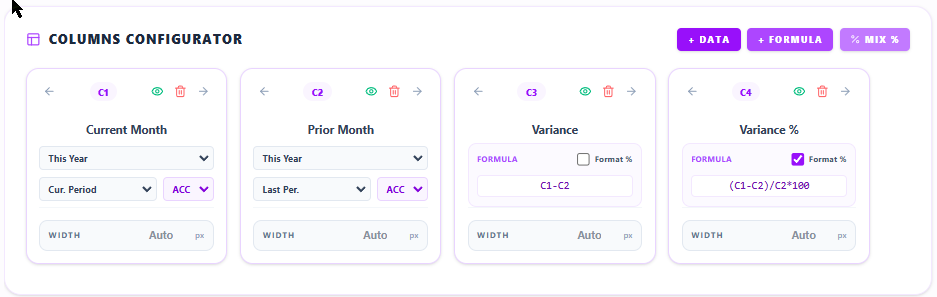 COLUMNS CONFIGURATOR
+ DATA
+ FORMULA
% MIX %
C1
Current Month
This Year
Cur. Period
ACC
WIDTH Auto px
C2
Prior Month
This Year
Last Per.
ACC
WIDTH Auto px
C3
Variance
FORMULA Format %
C1-C2
WIDTH Auto px
C4
Variance %
FORMULA Format %
(C1-C2)/C2*100
WIDTH Auto px